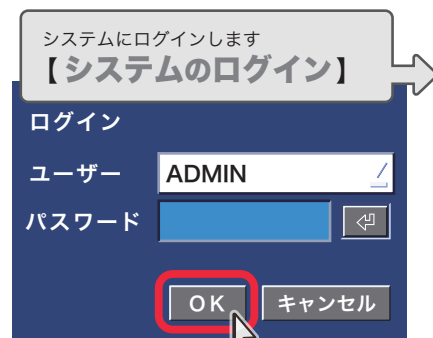 システムにログインします
【システムのログイン】
ログイン
ユーザー ADMIN
パスワード
OK キャンセル